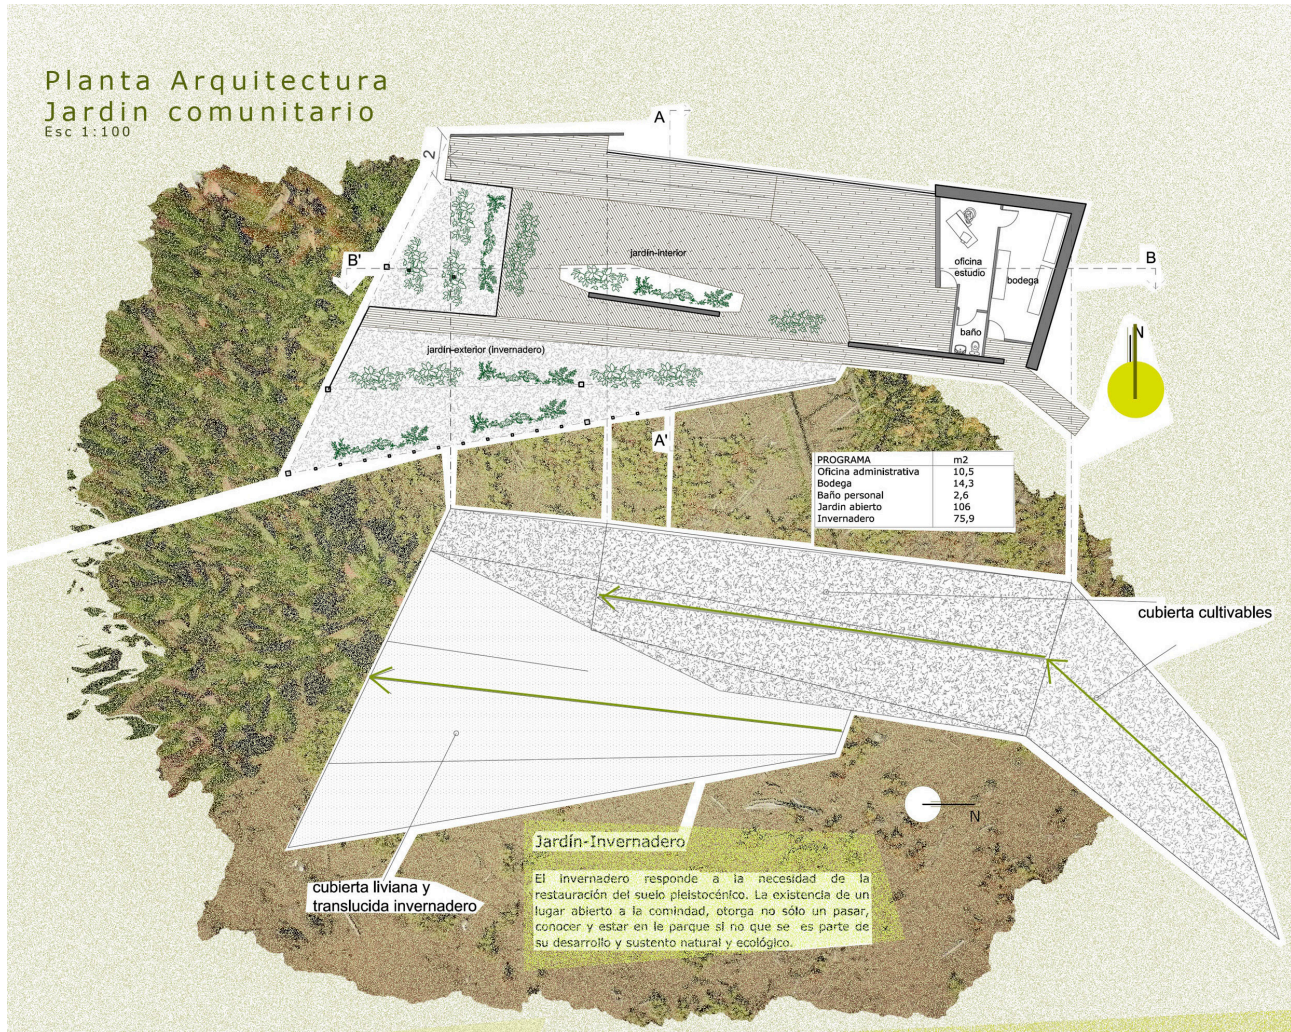 Planta Arquitectura
Jardin comunitario
Esc 1:100
A
2
B'
B
jardín-interior
oficina
estudio
bodega
baño
N
jardín-exterior (invernadero)
A'
PROGRAMA m2
Oficina administrativa 10,5
Bodega 14,3
Baño personal 2,6
Jardin abierto 106
Invernadero 75,9
cubierta cultivables
N
Jardín-Invernadero
El invernadero responde a la necesidad de la
restauración del suelo pleistocénico. La existencia de un
lugar abierto a la comindad, otorga no sólo un pasar,
conocer y estar en le parque si no que se es parte de
su desarrollo y sustento natural y ecológico.
cubierta liviana y
translucida invernadero